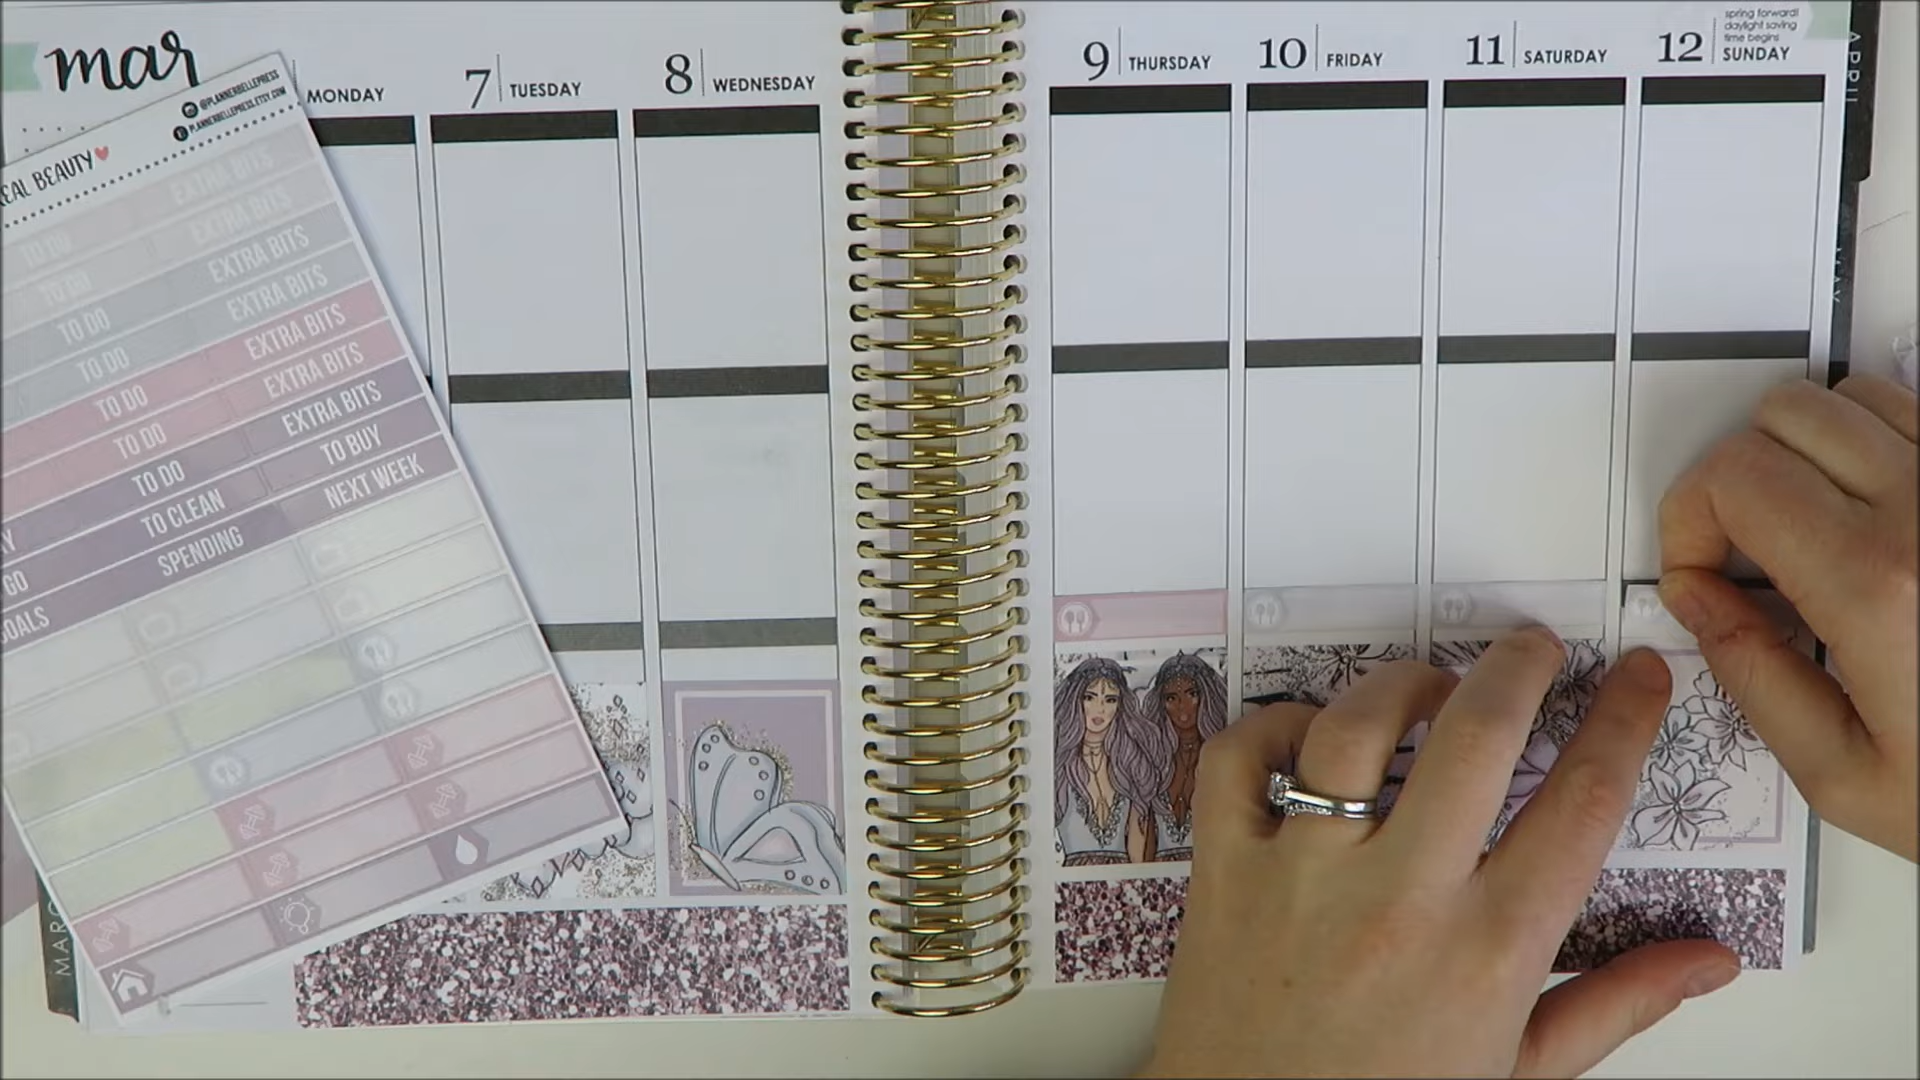 mar
MONDAY
7 TUESDAY
8 WEDNESDAY
9 THURSDAY
10 FRIDAY
11 SATURDAY
12 SUNDAY
spring forward!
daylight saving
time begins
APRIL
MAY
@PLANNERBELLEPRESS
PLANNERBELLEPRESS.ETSY.COM
EAL BEAUTY
EXTRA BITS
TO DO EXTRA BITS
TO DO EXTRA BITS
TO DO EXTRA BITS
TO DO EXTRA BITS
TO DO EXTRA BITS
TO DO EXTRA BITS
TO DO TO BUY
Y TO CLEAN NEXT WEEK
GO SPENDING
GOALS
MARC